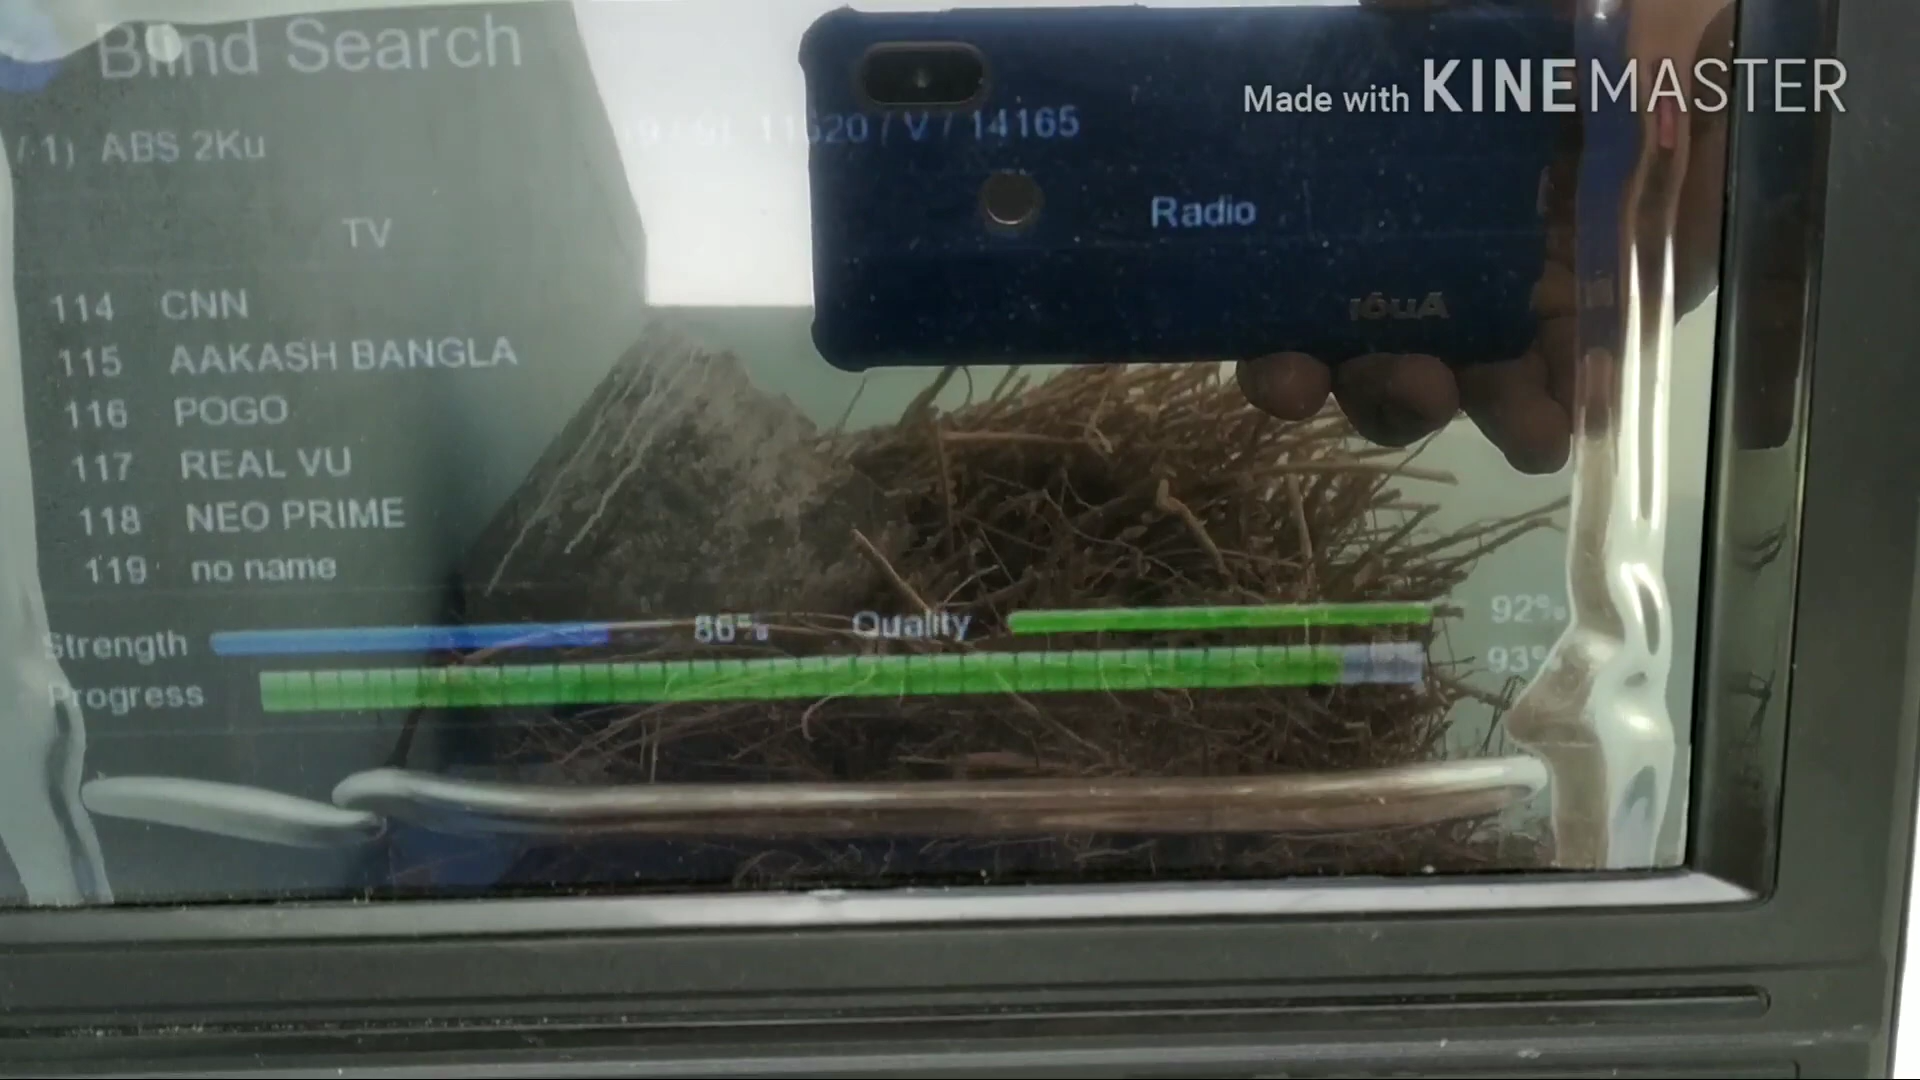 Blind Search
Made with KINEMASTER
/ 1) ABS 2Ku
11620 / V / 14165
TV
Radio
114 CNN
115 AAKASH BANGLA
116 POGO
117 REAL VU
118 NEO PRIME
119 no name
Strength 86% Quality 92%
Progress 93%